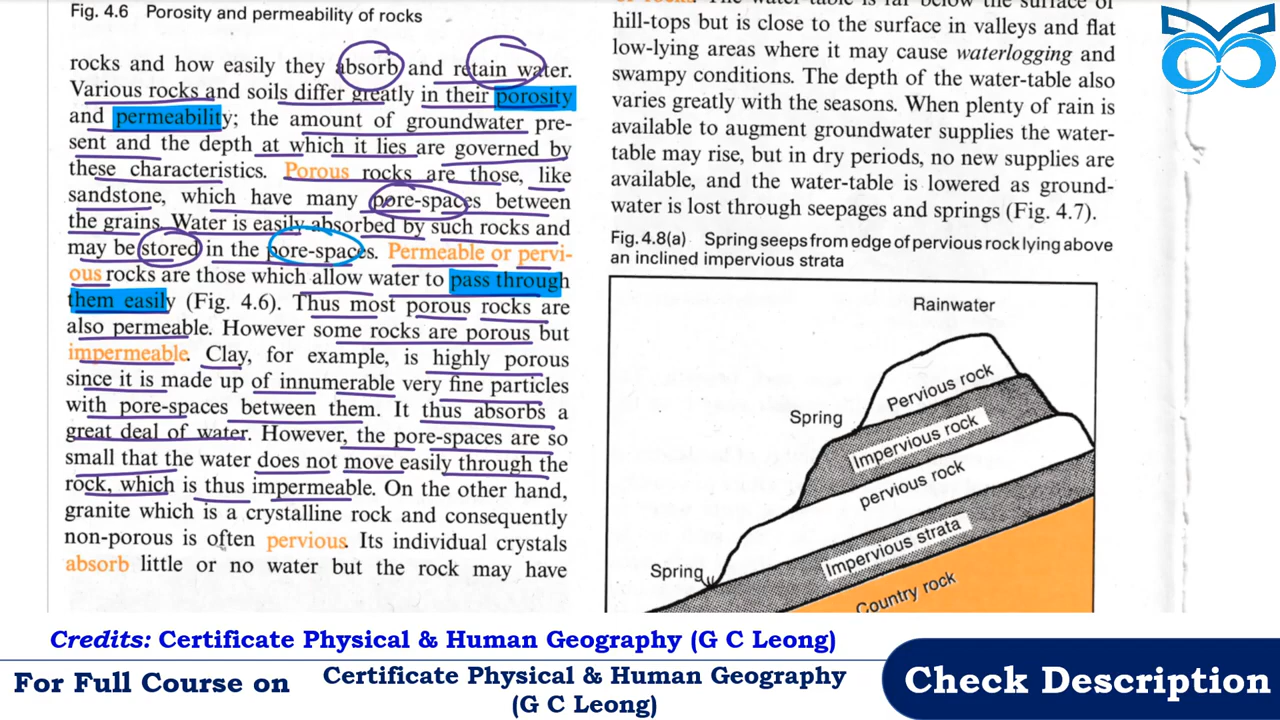 Fig. 4.6 Porosity and permeability of rocks
rocks and how easily they absorb and retain water.
Various rocks and soils differ greatly in their porosity
and permeability; the amount of groundwater pre-
sent and the depth at which it lies are governed by
these characteristics. Porous rocks are those, like
sandstone, which have many pore-spaces between
the grains. Water is easily absorbed by such rocks and
may be stored in the pore-spaces. Permeable or pervi-
ous rocks are those which allow water to pass through
them easily (Fig. 4.6). Thus most porous rocks are
also permeable. However some rocks are porous but
impermeable. Clay, for example, is highly porous
since it is made up of innumerable very fine particles
with pore-spaces between them. It thus absorbs a
great deal of water. However, the pore-spaces are so
small that the water does not move easily through the
rock, which is thus impermeable. On the other hand,
granite which is a crystalline rock and consequently
non-porous is often pervious. Its individual crystals
absorb little or no water but the rock may have
hill-tops but is close to the surface in valleys and flat
low-lying areas where it may cause waterlogging and
swampy conditions. The depth of the water-table also
varies greatly with the seasons. When plenty of rain is
available to augment groundwater supplies the water-
table may rise, but in dry periods, no new supplies are
available, and the water-table is lowered as ground-
water is lost through seepages and springs (Fig. 4.7).
Fig. 4.8(a) Spring seeps from edge of pervious rock lying above
an inclined impervious strata
Rainwater
Pervious rock
Spring
Impervious rock
pervious rock
Impervious strata
Spring
Country rock
Credits: Certificate Physical & Human Geography (G C Leong)
For Full Course on
Certificate Physical & Human Geography
(G C Leong)
Check Description